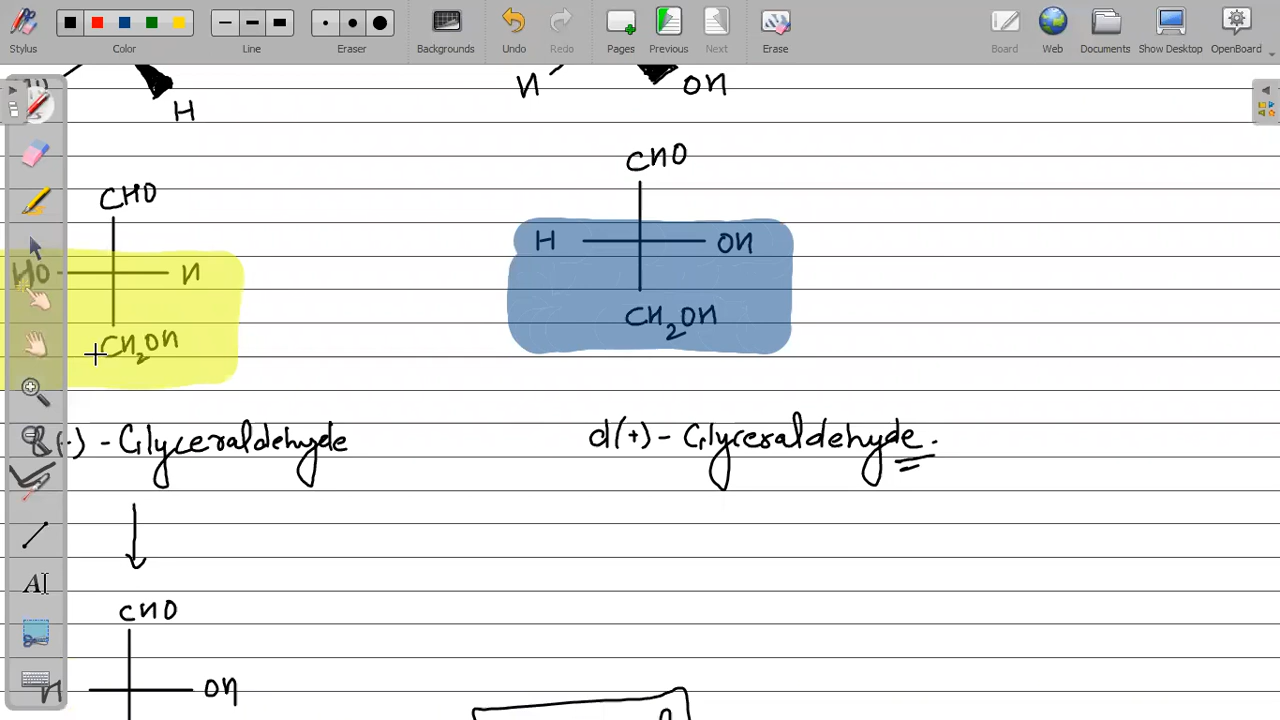 Stylus Color Line Eraser Backgrounds Undo Redo Pages Previous Next Erase Board Web Documents Show Desktop OpenBoard
H
H OH
CHO
HO H
CH2OH
CHO
H OH
CH2OH
l(-) - Glyceraldehyde
d(+) - Glyceraldehyde.
CHO
H OH